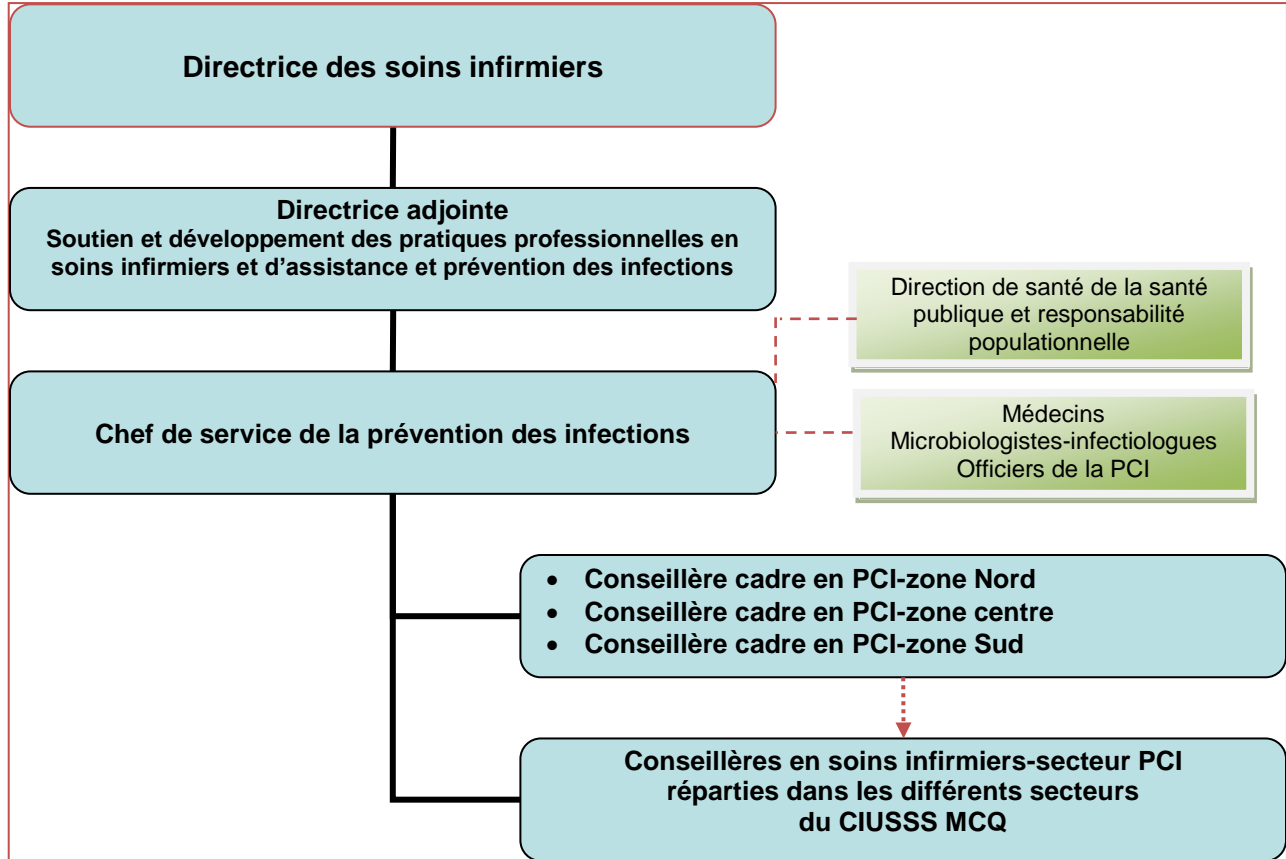 Directrice des soins infirmiers
Directrice adjointe
Soutien et développement des pratiques professionnelles en
soins infirmiers et d'assistance et prévention des infections
Direction de santé de la santé
publique et responsabilité
populationnelle
Chef de service de la prévention des infections
Médecins
Microbiologistes-infectiologues
Officiers de la PCI
• Conseillère cadre en PCI-zone Nord
• Conseillère cadre en PCI-zone centre
• Conseillère cadre en PCI-zone Sud
Conseillères en soins infirmiers-secteur PCI
réparties dans les différents secteurs
du CIUSSS MCQ